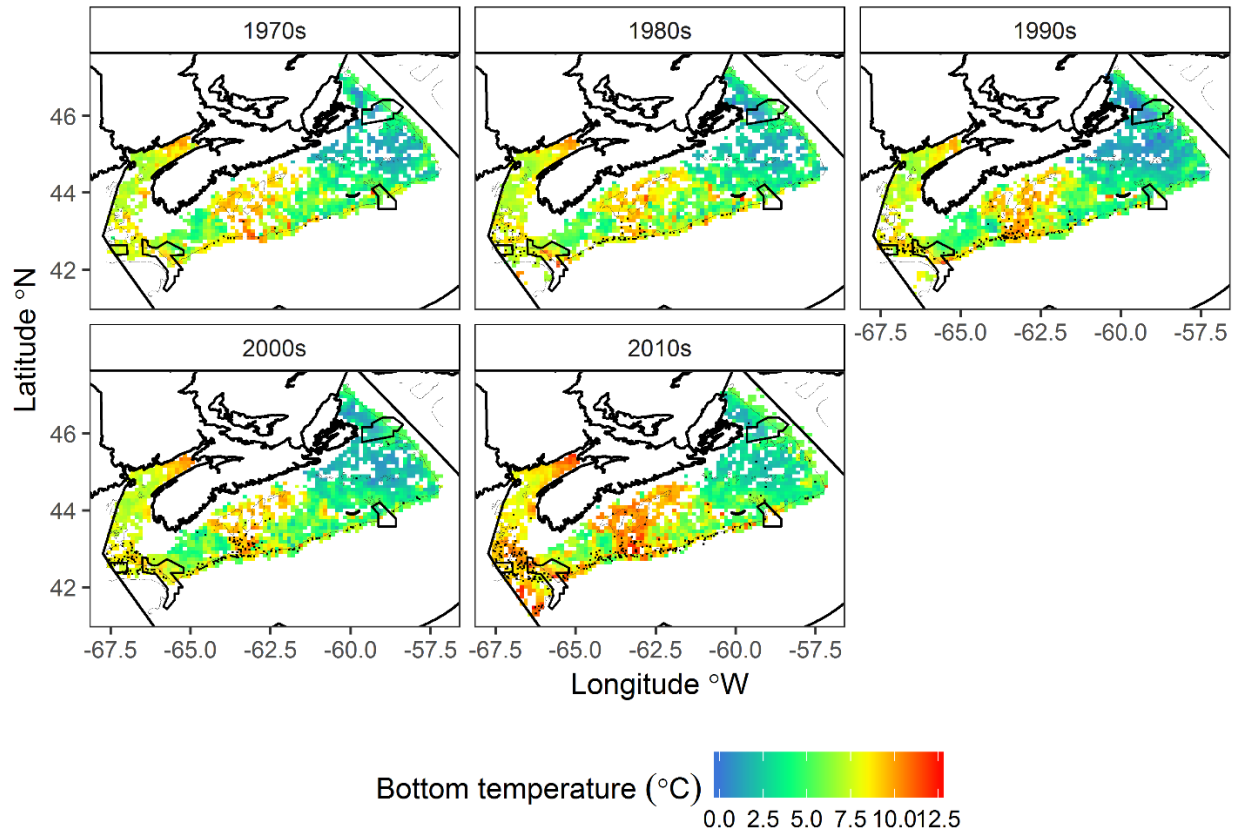 1970s 1980s 1990s
46
44
42
-67.5 -65.0 -62.5 -60.0 -57.5
2000s 2010s
46
44
42
-67.5 -65.0 -62.5 -60.0 -57.5 -67.5 -65.0 -62.5 -60.0 -57.5
Latitude °N
Longitude °W
Bottom temperature (°C)
0.0 2.5 5.0 7.5 10.0 12.5